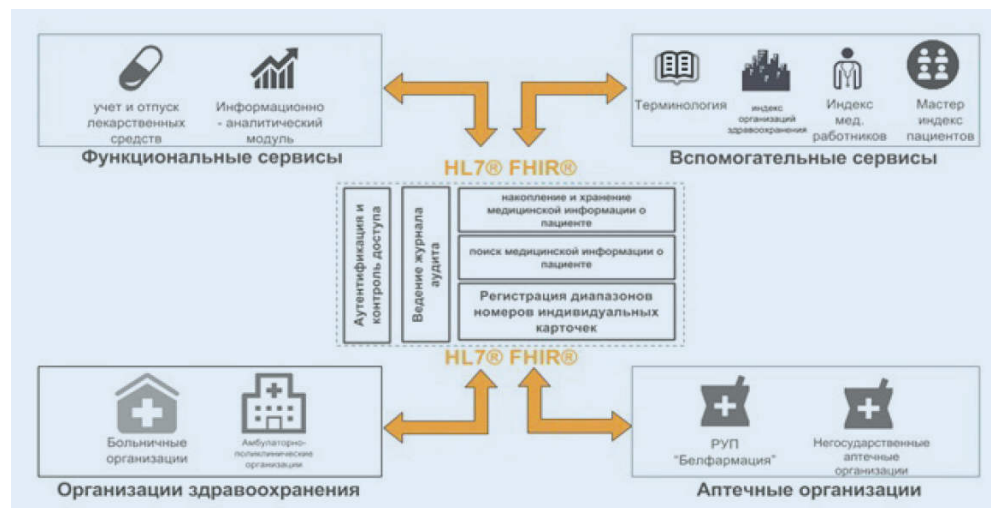 учет и отпуск
лекарственных
средств
Информационно
- аналитический
модуль
Функциональные сервисы
Терминология
индекс
организаций
здравоохранения
Индекс
мед.
работников
Мастер
индекс
пациентов
Вспомогательные сервисы
HL7® FHIR®
Аутентификация и
контроль доступа
Ведение журнала
аудита
накопление и хранение
медицинской информации о
пациенте
поиск медицинской информации о
пациенте
Регистрация диапазонов
номеров индивидуальных
карточек
HL7® FHIR®
Больничные
организации
Амбулаторно-
поликлинические
организации
Организации здравоохранения
РУП
"Белфармация"
Негосударственные
аптечные
организации
Аптечные организации